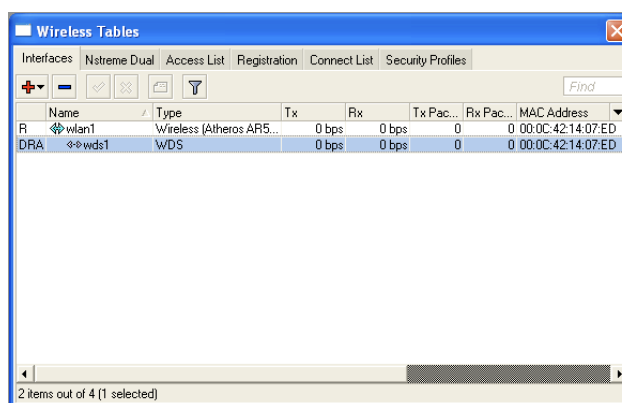 Wireless Tables
Interfaces Nstreme Dual Access List Registration Connect List Security Profiles
Find
Name / Type Tx Rx Tx Pac... Rx Pac... MAC Address
R wlan1 Wireless (Atheros AR5... 0 bps 0 bps 0 0 00:0C:42:14:07:ED
DRA wds1 WDS 0 bps 0 bps 0 0 00:0C:42:14:07:ED
2 items out of 4 (1 selected)